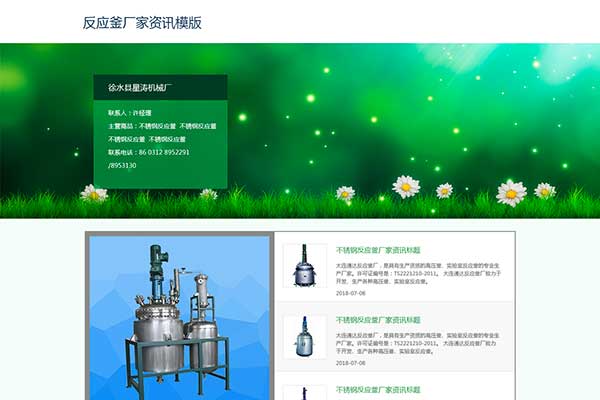 反应釜厂家资讯模版
徐水县星涛机械厂
联系人：许经理
主营商品：不锈钢反应釜 不锈钢反应釜
不锈钢反应釜 不锈钢反应釜
联系电话：86 0312 8952291
/8953130
不锈钢反应釜厂家资讯标题
大连通达反应釜厂，是具有生产资质的高压釜、实验室反应釜的专业生
产厂家。许可证编号是：TS2221210-2011。 大连通达反应釜厂致力于
开发、生产各种高压釜、实验室反应釜。
2018-07-06
不锈钢反应釜厂家资讯标题
大连通达反应釜厂，是具有生产资质的高压釜、实验室反应釜的专业生
产厂家。许可证编号是：TS2221210-2011。 大连通达反应釜厂致力
于开发、生产各种高压釜、实验室反应釜。
2018-07-06
不锈钢反应釜厂家资讯标题